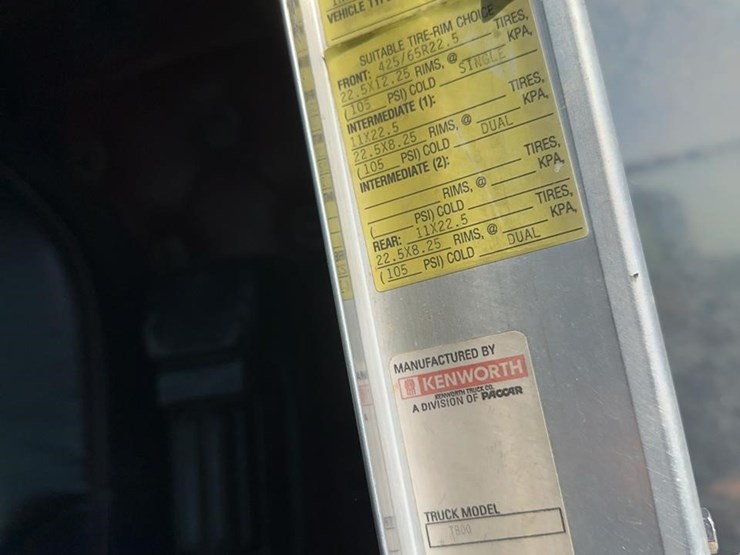 VEHICLE
SUITABLE TIRE-RIM CHOICE
FRONT: 425/65R22.5 TIRES,
22.5X12.25 RIMS, @ KPA,
(105 PSI) COLD SINGLE
INTERMEDIATE (1):
11X22.5 TIRES,
22.5X8.25 RIMS, @ KPA,
(105 PSI) COLD DUAL
INTERMEDIATE (2):
TIRES,
RIMS, @ KPA,
( PSI) COLD
REAR: 11X22.5 TIRES,
22.5X8.25 RIMS, @ KPA,
(105 PSI) COLD DUAL
MANUFACTURED BY
KENWORTH
KENWORTH TRUCK CO.
A DIVISION OF PACCAR
TRUCK MODEL
T800